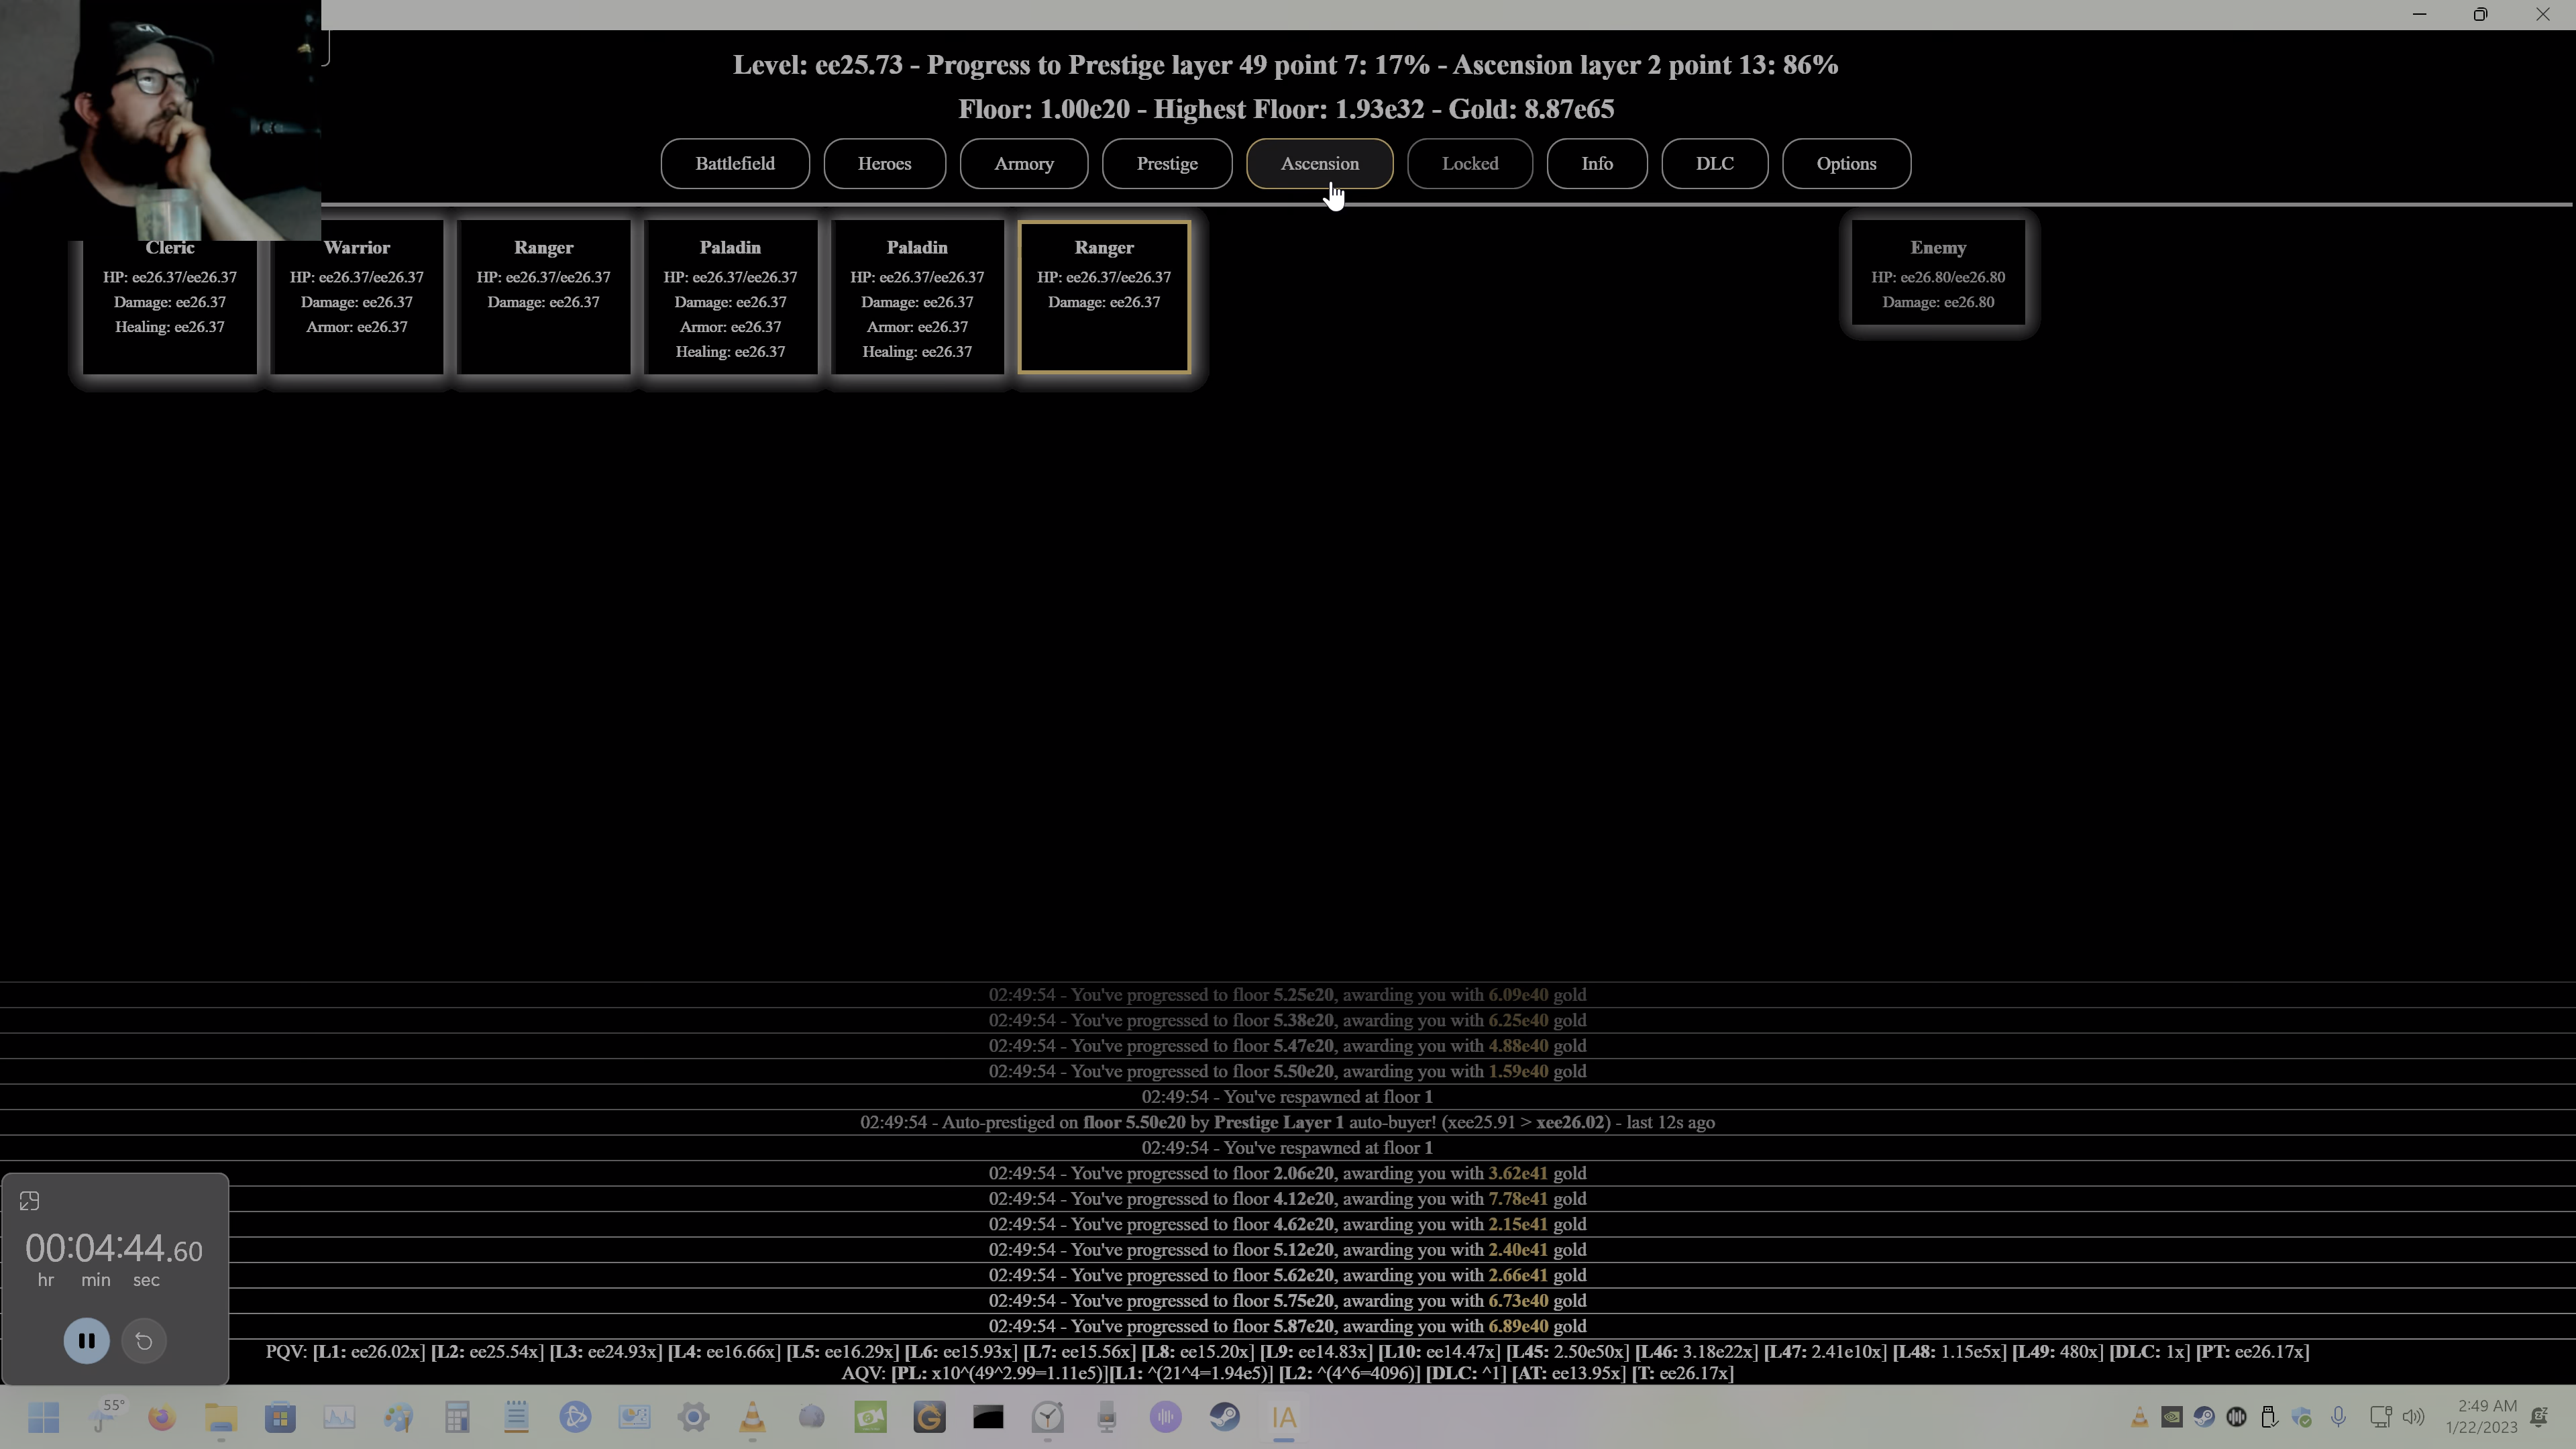 Level: ee25.73 - Progress to Prestige layer 49 point 7: 17% - Ascension layer 2 point 13: 86%
Floor: 1.00e20 - Highest Floor: 1.93e32 - Gold: 8.87e65
Battlefield Heroes Armory Prestige Ascension Locked Info DLC Options
Cleric
HP: ee26.37/ee26.37
Damage: ee26.37
Healing: ee26.37
Warrior
HP: ee26.37/ee26.37
Damage: ee26.37
Armor: ee26.37
Ranger
HP: ee26.37/ee26.37
Damage: ee26.37
Paladin
HP: ee26.37/ee26.37
Damage: ee26.37
Armor: ee26.37
Healing: ee26.37
Paladin
HP: ee26.37/ee26.37
Damage: ee26.37
Armor: ee26.37
Healing: ee26.37
Ranger
HP: ee26.37/ee26.37
Damage: ee26.37
Enemy
HP: ee26.80/ee26.80
Damage: ee26.80
02:49:54 - You've progressed to floor 5.25e20, awarding you with 6.09e40 gold
02:49:54 - You've progressed to floor 5.38e20, awarding you with 6.25e40 gold
02:49:54 - You've progressed to floor 5.47e20, awarding you with 4.88e40 gold
02:49:54 - You've progressed to floor 5.50e20, awarding you with 1.59e40 gold
02:49:54 - You've respawned at floor 1
02:49:54 - Auto-prestiged on floor 5.50e20 by Prestige Layer 1 auto-buyer! (xee25.91 > xee26.02) - last 12s ago
02:49:54 - You've respawned at floor 1
02:49:54 - You've progressed to floor 2.06e20, awarding you with 3.62e41 gold
02:49:54 - You've progressed to floor 4.12e20, awarding you with 7.78e41 gold
02:49:54 - You've progressed to floor 4.62e20, awarding you with 2.15e41 gold
02:49:54 - You've progressed to floor 5.12e20, awarding you with 2.40e41 gold
02:49:54 - You've progressed to floor 5.62e20, awarding you with 2.66e41 gold
02:49:54 - You've progressed to floor 5.75e20, awarding you with 6.73e40 gold
02:49:54 - You've progressed to floor 5.87e20, awarding you with 6.89e40 gold
00:04:44.60
hr min sec
PQV: [L1: ee26.02x] [L2: ee25.54x] [L3: ee24.93x] [L4: ee16.66x] [L5: ee16.29x] [L6: ee15.93x] [L7: ee15.56x] [L8: ee15.20x] [L9: ee14.83x] [L10: ee14.47x] [L45: 2.50e50x] [L46: 3.18e22x] [L47: 2.41e10x] [L48: 1.15e5x] [L49: 480x] [DLC: 1x] [PT: ee26.17x]
AQV: [PL: x10^(49^2.99=1.11e5)][L1: ^(21^4=1.94e5)] [L2: ^(4^6=4096)] [DLC: ^1] [AT: ee13.95x] [T: ee26.17x]
55°
IA
2:49 AM
1/22/2023